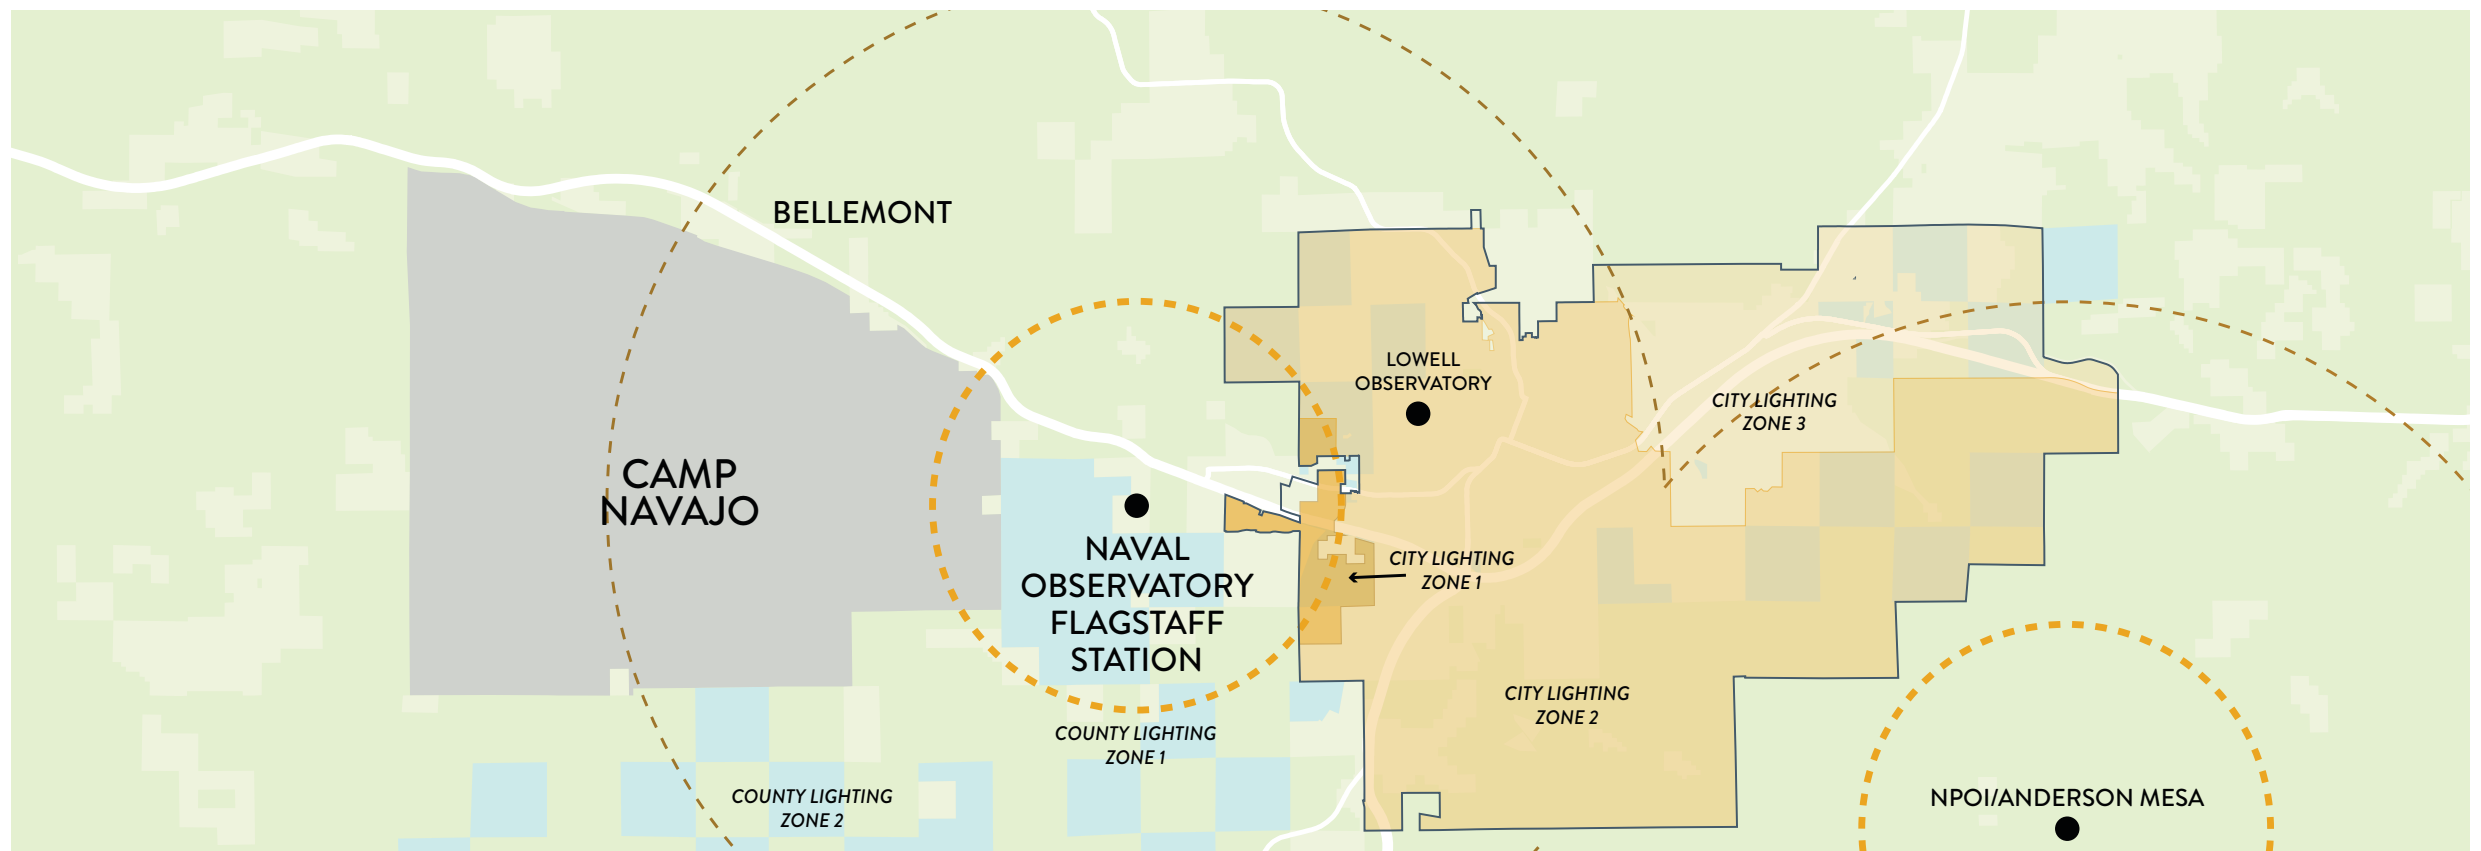 BELLEMONT
LOWELL
OBSERVATORY
CITY LIGHTING
ZONE 3
CAMP
NAVAJO
NAVAL
OBSERVATORY
FLAGSTAFF
STATION
CITY LIGHTING
ZONE 1
CITY LIGHTING
ZONE 2
COUNTY LIGHTING
ZONE 1
COUNTY LIGHTING
ZONE 2
NPOI/ANDERSON MESA